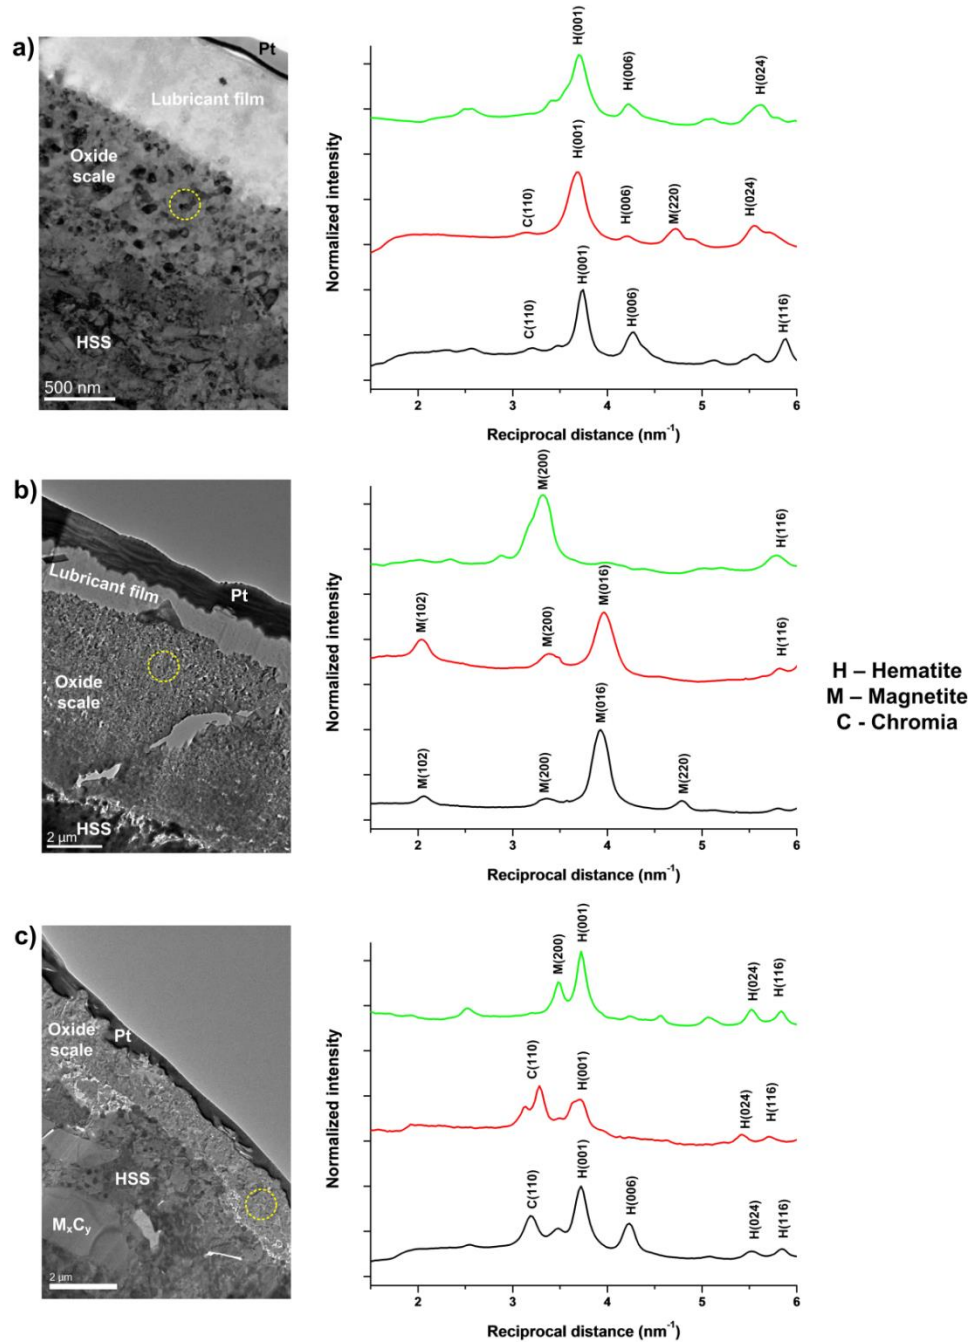 a)
Pt
Lubricant film
Oxide
scale
HSS
500 nm
Normalized intensity
H(001)
H(006)
H(024)
C(110)
H(001)
H(006)
M(220)
H(024)
C(110)
H(001)
H(006)
H(116)
2
3
4
5
6
Reciprocal distance (nm⁻¹)
b)
Lubricant film
Pt
Oxide
scale
HSS
2 µm
Normalized intensity
M(200)
H(116)
M(102)
M(200)
M(016)
H(116)
M(102)
M(200)
M(016)
M(220)
2
3
4
5
6
Reciprocal distance (nm⁻¹)
H – Hematite
M – Magnetite
C - Chromia
c)
Oxide
scale
Pt
HSS
MₓCᵧ
2 µm
Normalized intensity
M(200)
H(001)
H(024)
H(116)
C(110)
H(001)
H(024)
H(116)
C(110)
H(001)
H(006)
H(024)
H(116)
2
3
4
5
6
Reciprocal distance (nm⁻¹)